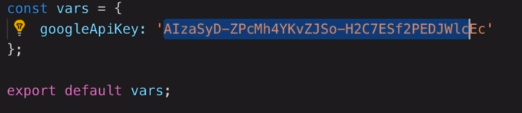 const vars = {
googleApiKey: 'AIzaSyD-ZPcMh4YKvZJSo-H2C7ESf2PEDJWlcEc'
};
export default vars;